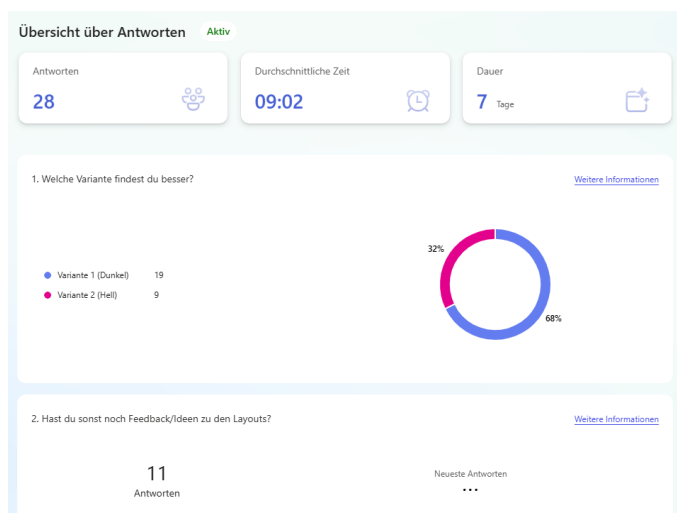 Übersicht über Antworten Aktiv
Antworten
28
Durchschnittliche Zeit
09:02
Dauer
7 Tage
1. Welche Variante findest du besser?
Weitere Informationen
Variante 1 (Dunkel) 19
Variante 2 (Hell) 9
32%
68%
2. Hast du sonst noch Feedback/Ideen zu den Layouts?
Weitere Informationen
11
Antworten
Neueste Antworten
...